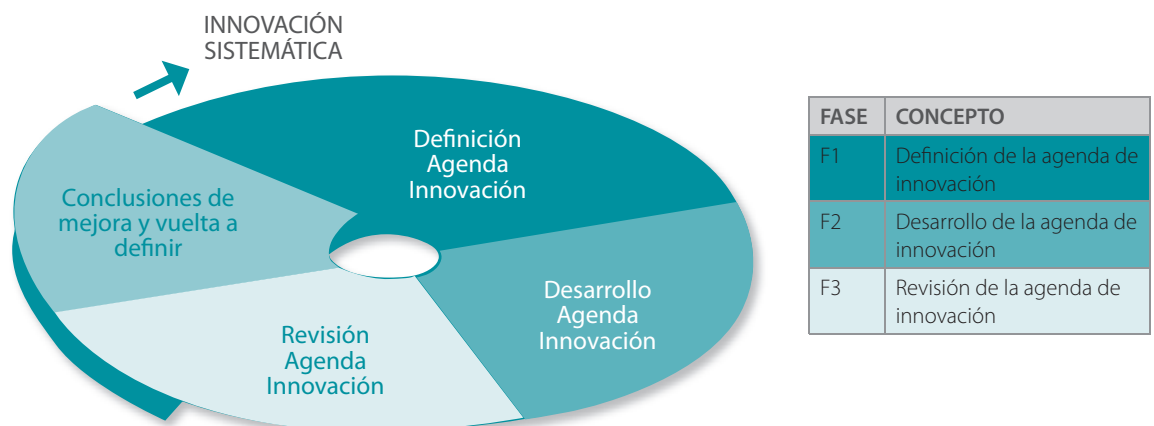 INNOVACIÓN
SISTEMÁTICA
Definición
Agenda
Innovación
Conclusiones de
mejora y vuelta a
definir
Desarrollo
Agenda
Innovación
Revisión
Agenda
Innovación
FASE CONCEPTO
F1 Definición de la agenda de
innovación
F2 Desarrollo de la agenda de
innovación
F3 Revisión de la agenda de
innovación